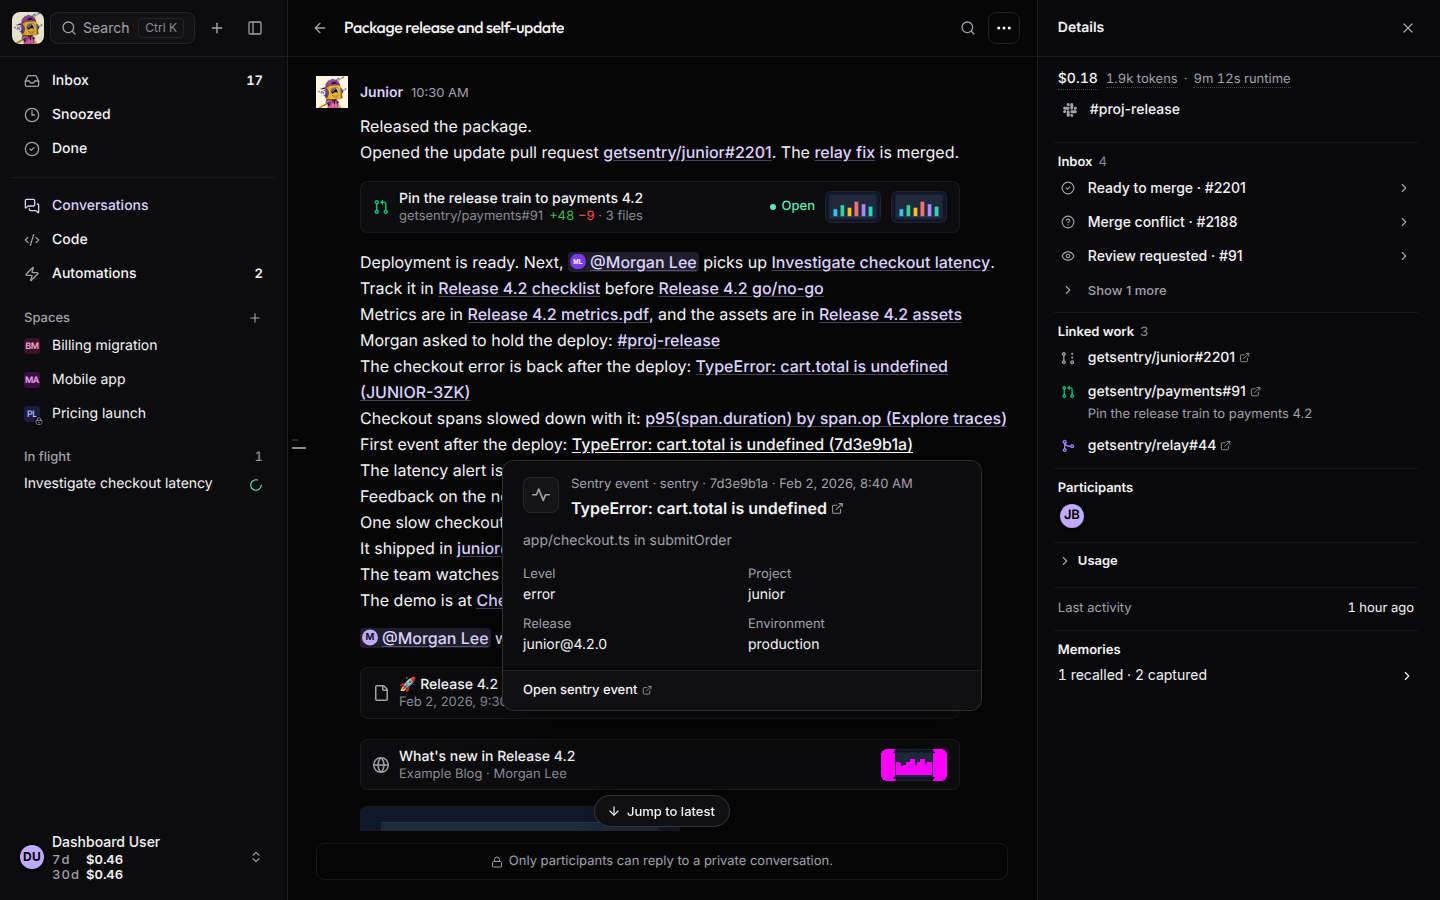 Search Ctrl K
Inbox 17
Snoozed
Done
Conversations
Code
Automations 2
Spaces
BM Billing migration
MA Mobile app
PL Pricing launch
In flight 1
Investigate checkout latency
DU Dashboard User
7d $0.46
30d $0.46
Package release and self-update
Junior 10:30 AM
Released the package.
Opened the update pull request getsentry/junior#2201. The relay fix is merged.
Pin the release train to payments 4.2
getsentry/payments#91 +48 −9 · 3 files
Open
Deployment is ready. Next, ML @Morgan Lee picks up Investigate checkout latency.
Track it in Release 4.2 checklist before Release 4.2 go/no-go
Metrics are in Release 4.2 metrics.pdf, and the assets are in Release 4.2 assets
Morgan asked to hold the deploy: #proj-release
The checkout error is back after the deploy: TypeError: cart.total is undefined
(JUNIOR-3ZK)
Checkout spans slowed down with it: p95(span.duration) by span.op (Explore traces)
First event after the deploy: TypeError: cart.total is undefined (7d3e9b1a)
The latency alert is
Feedback on the
One slow checkout
It shipped in junior
The team watches
The demo is at
M @Morgan Lee
🚀 Release 4.2
Feb 2, 2026, 9:30
Sentry event · sentry · 7d3e9b1a · Feb 2, 2026, 8:40 AM
TypeError: cart.total is undefined
app/checkout.ts in submitOrder
Level
error
Project
junior
Release
junior@4.2.0
Environment
production
Open sentry event
What's new in Release 4.2
Example Blog · Morgan Lee
Jump to latest
Only participants can reply to a private conversation.
Details
$0.18 1.9k tokens · 9m 12s runtime
#proj-release
Inbox 4
Ready to merge · #2201
Merge conflict · #2188
Review requested · #91
Show 1 more
Linked work 3
getsentry/junior#2201
getsentry/payments#91
Pin the release train to payments 4.2
getsentry/relay#44
Participants
JB
Usage
Last activity 1 hour ago
Memories
1 recalled · 2 captured